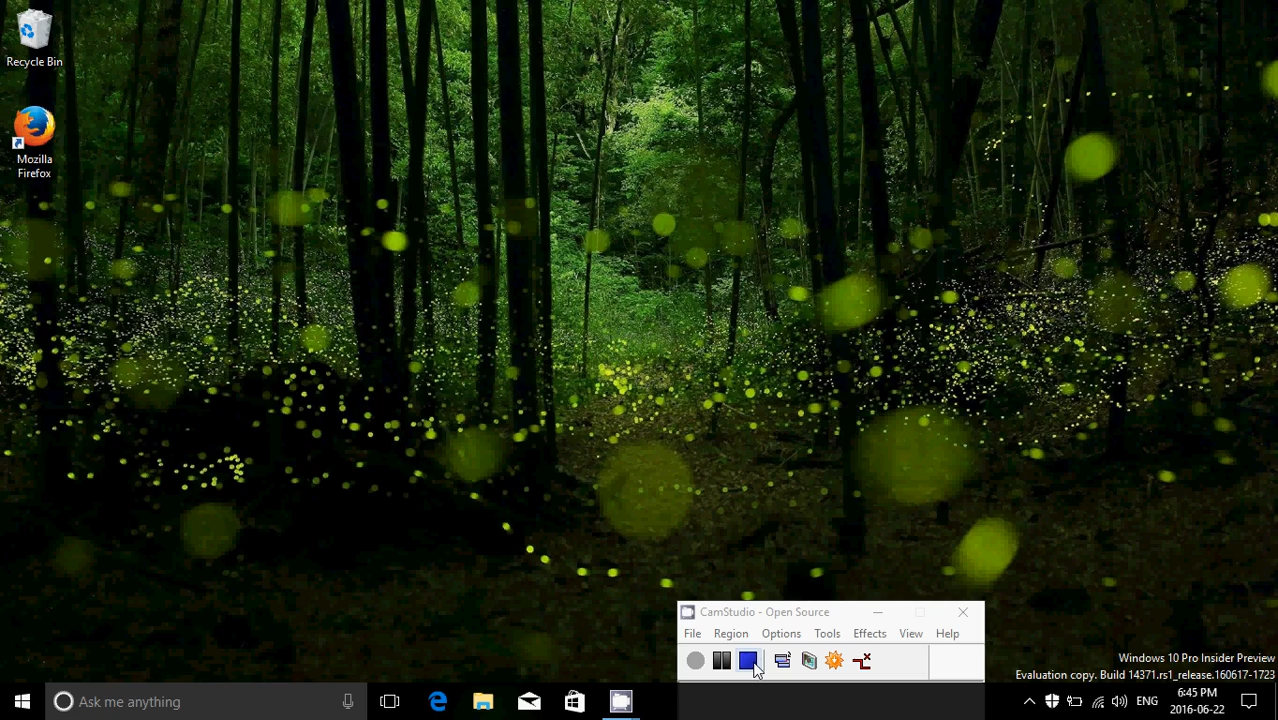 Recycle Bin
Mozilla
Firefox
CamStudio - Open Source
File Region Options Tools Effects View Help
Windows 10 Pro Insider Preview
Evaluation copy. Build 14371.rs1_release.160617-1723
Ask me anything
ENG
6:45 PM
2016-06-22